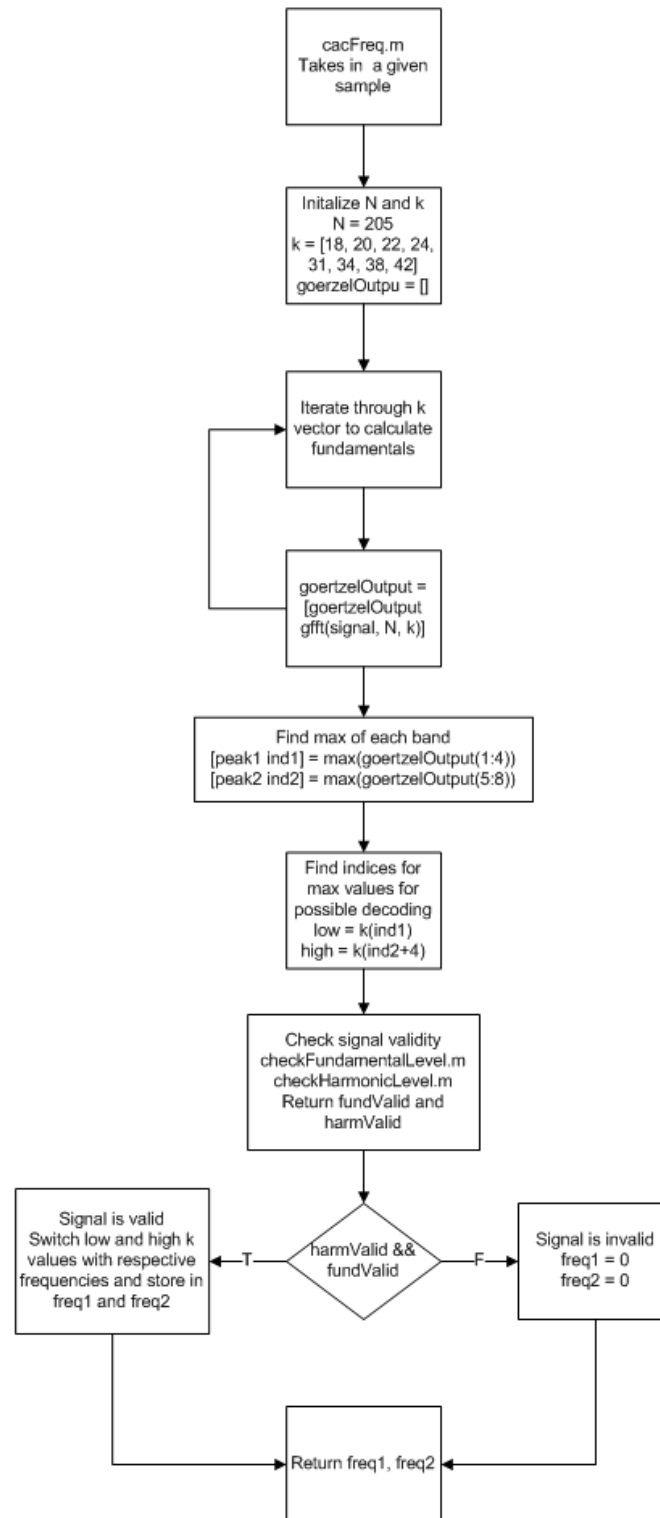 cacFreq.m
Takes in a given
sample
Initalize N and k
N = 205
k = [18, 20, 22, 24,
31, 34, 38, 42]
goerzelOutpu = []
Iterate through k
vector to calculate
fundamentals
goertzelOutput =
[goertzelOutput
gfft(signal, N, k)]
Find max of each band
[peak1 ind1] = max(goertzelOutput(1:4))
[peak2 ind2] = max(goertzelOutput(5:8))
Find indices for
max values for
possible decoding
low = k(ind1)
high = k(ind2+4)
Check signal validity
checkFundamentalLevel.m
checkHarmonicLevel.m
Return fundValid and
harmValid
harmValid &&
fundValid
T
F
Signal is valid
Switch low and high k
values with respective
frequencies and store in
freq1 and freq2
Signal is invalid
freq1 = 0
freq2 = 0
Return freq1, freq2